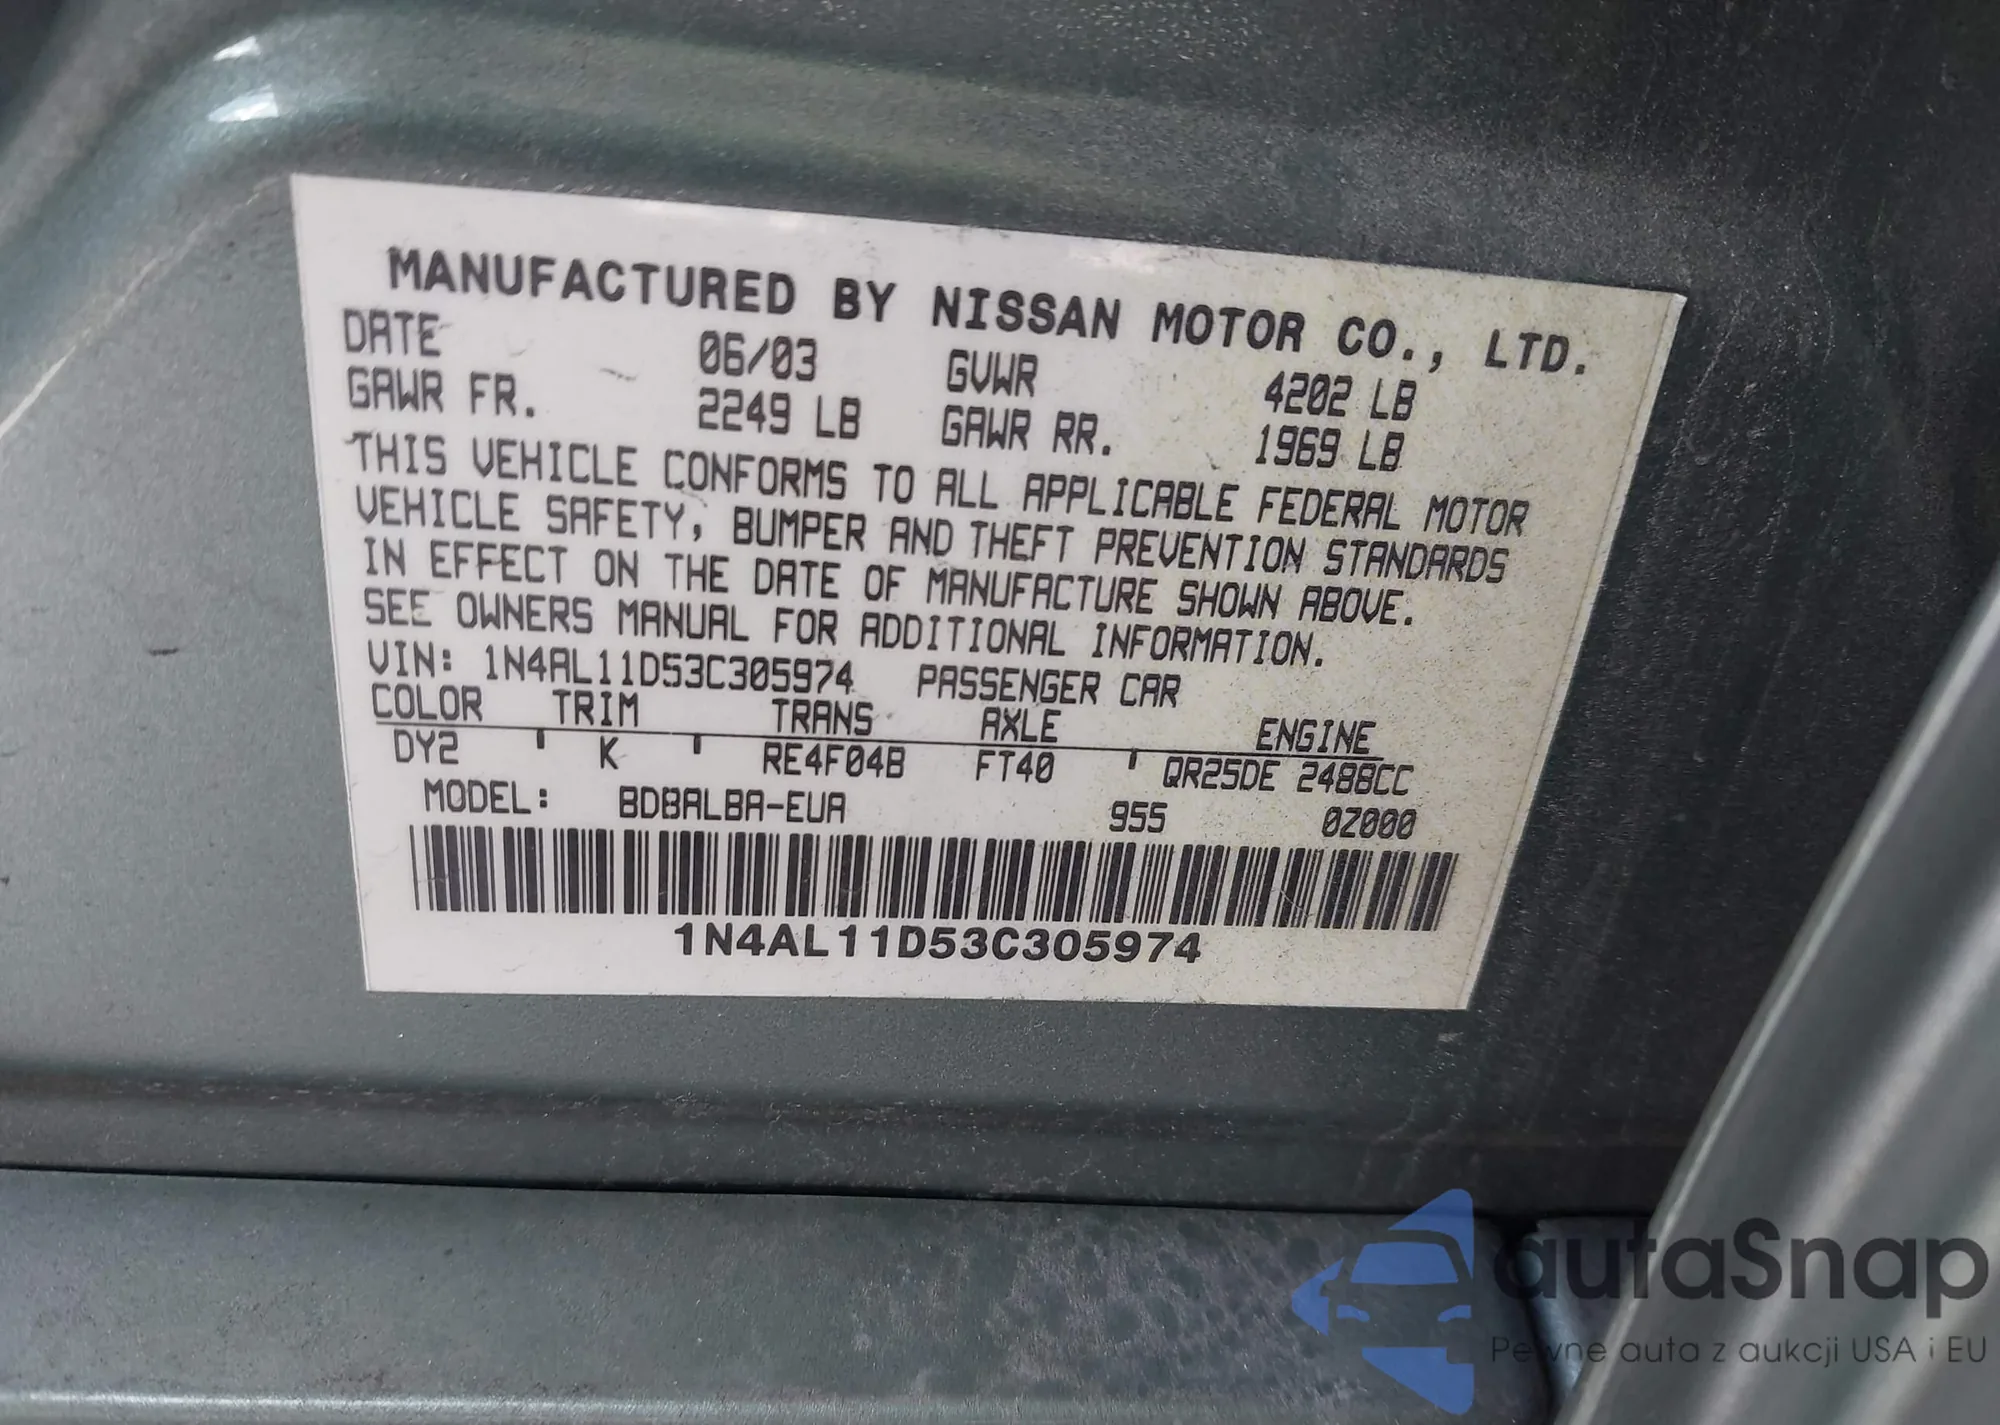 MANUFACTURED BY NISSAN MOTOR CO., LTD.
DATE 06/03 GVWR 4202 LB
GAWR FR. 2249 LB GAWR RR. 1969 LB
THIS VEHICLE CONFORMS TO ALL APPLICABLE FEDERAL MOTOR
VEHICLE SAFETY, BUMPER AND THEFT PREVENTION STANDARDS
IN EFFECT ON THE DATE OF MANUFACTURE SHOWN ABOVE.
SEE OWNERS MANUAL FOR ADDITIONAL INFORMATION.
VIN: 1N4AL11D53C305974 PASSENGER CAR
COLOR TRIM TRANS AXLE ENGINE
DY2 K RE4F04B FT40 QR25DE 2488CC
MODEL: BDBALBA-EUA 955 0Z000
1N4AL11D53C305974
autaSnap
Pewne auta z aukcji USA i EU